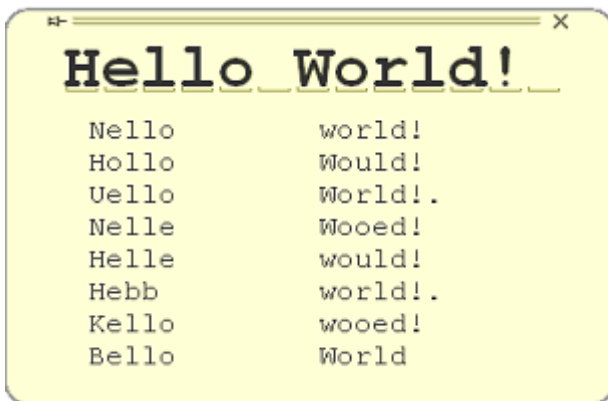 Hello World!
Nello world!
Hollo Would!
Uello World!.
Nelle Wooed!
Helle would!
Hebb world!.
Kello wooed!
Bello World